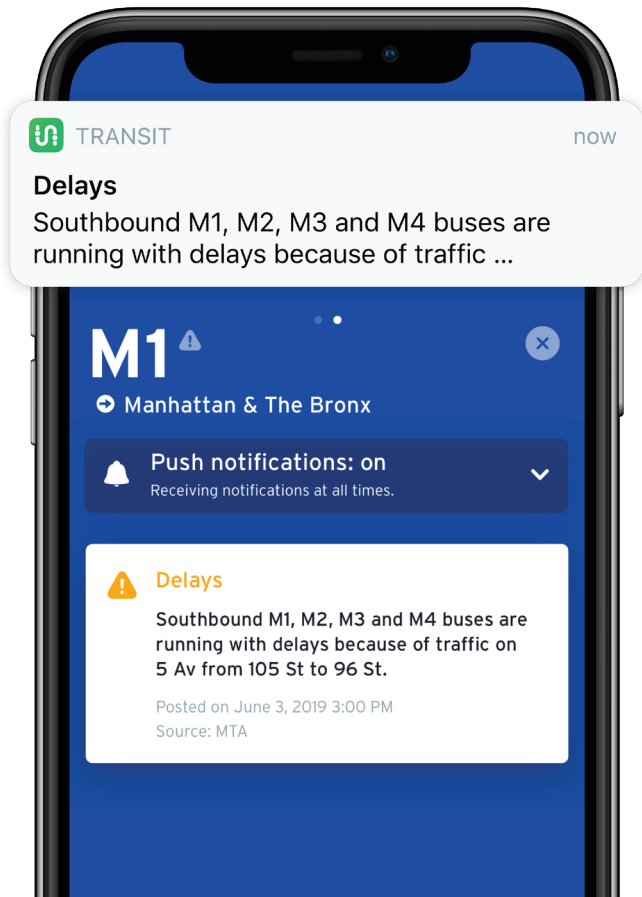 TRANSIT
now
Delays
Southbound M1, M2, M3 and M4 buses are
running with delays because of traffic ...
M1
Manhattan & The Bronx
Push notifications: on
Receiving notifications at all times.
Delays
Southbound M1, M2, M3 and M4 buses are
running with delays because of traffic on
5 Av from 105 St to 96 St.
Posted on June 3, 2019 3:00 PM
Source: MTA